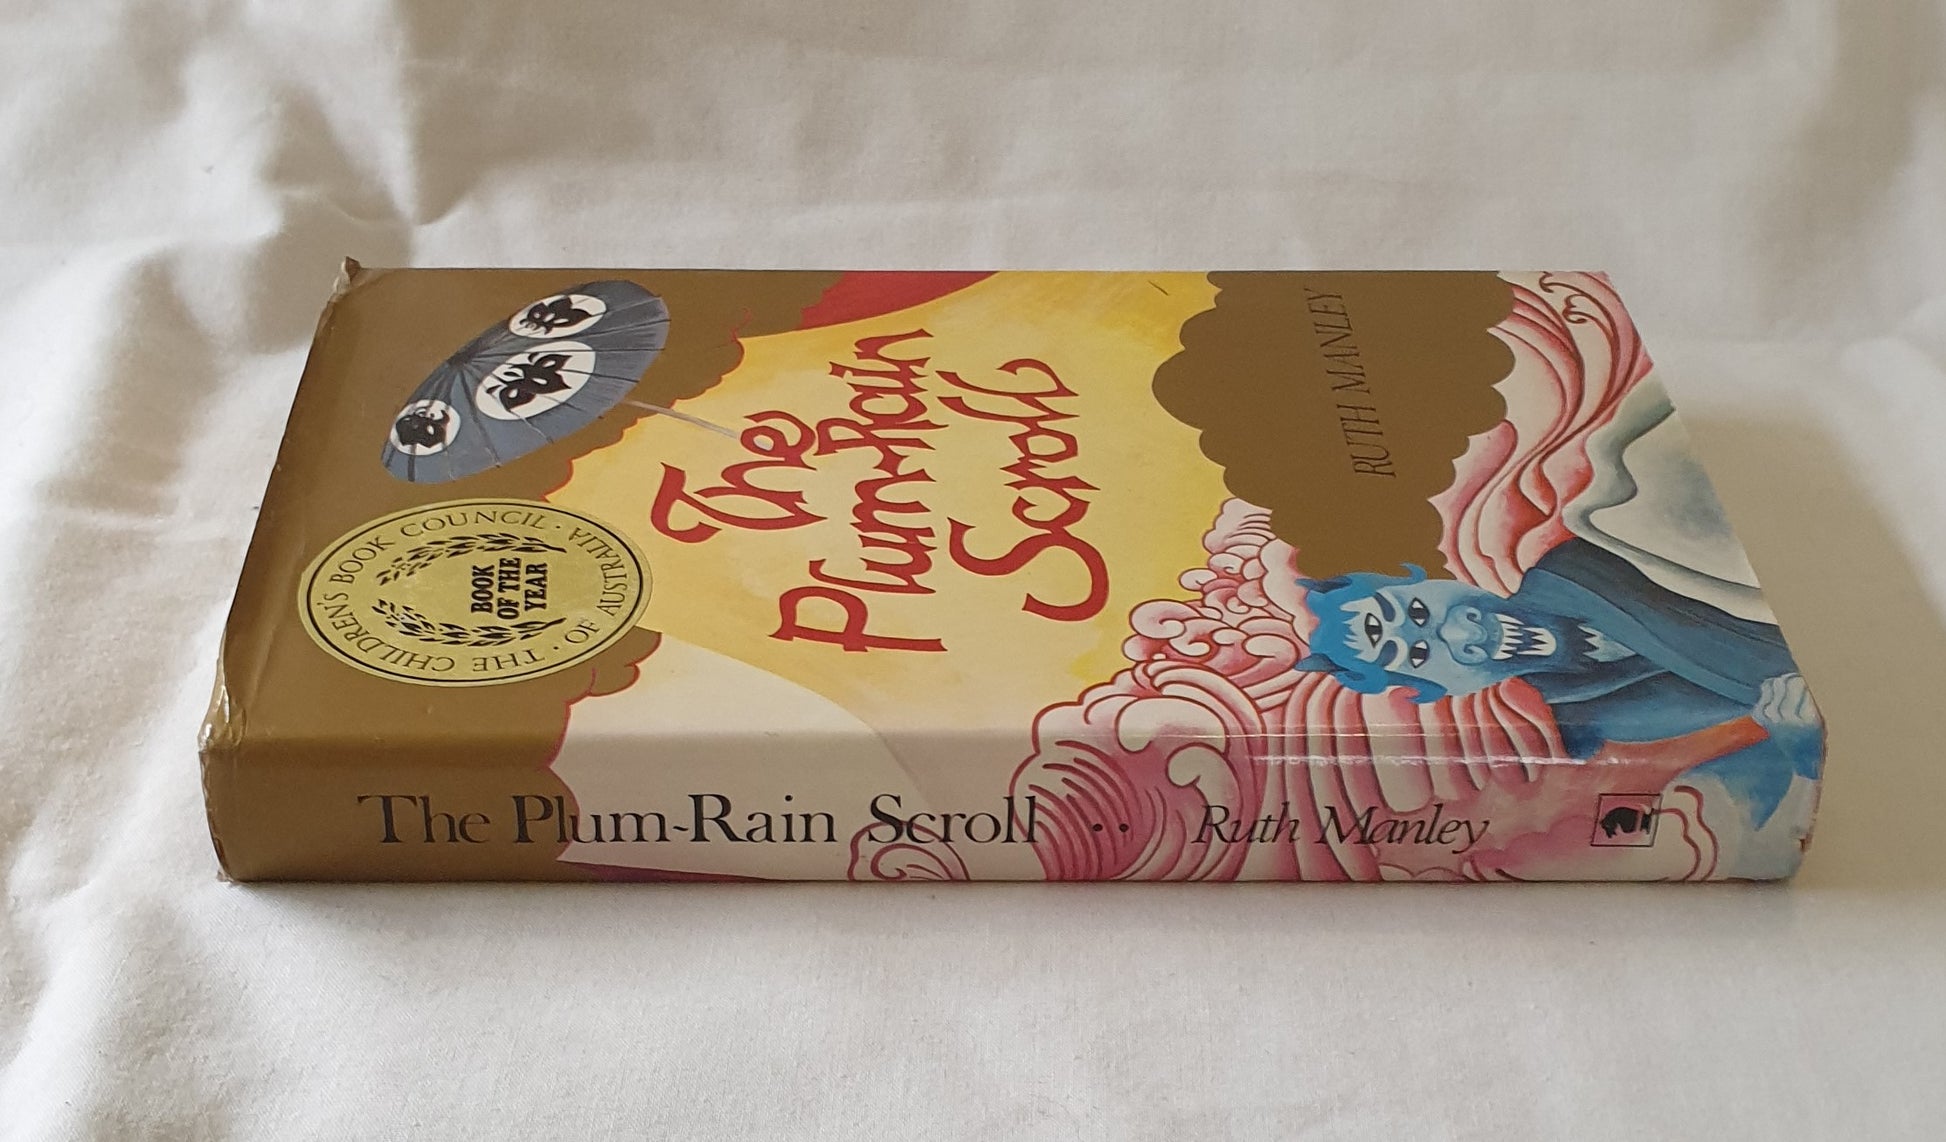 The
Plum-Rain
Scroll
RUTH MANLEY
THE CHILDREN'S BOOK COUNCIL · OF AUSTRALIA ·
BOOK
OF THE
YEAR
The Plum-Rain Scroll · · Ruth Manley